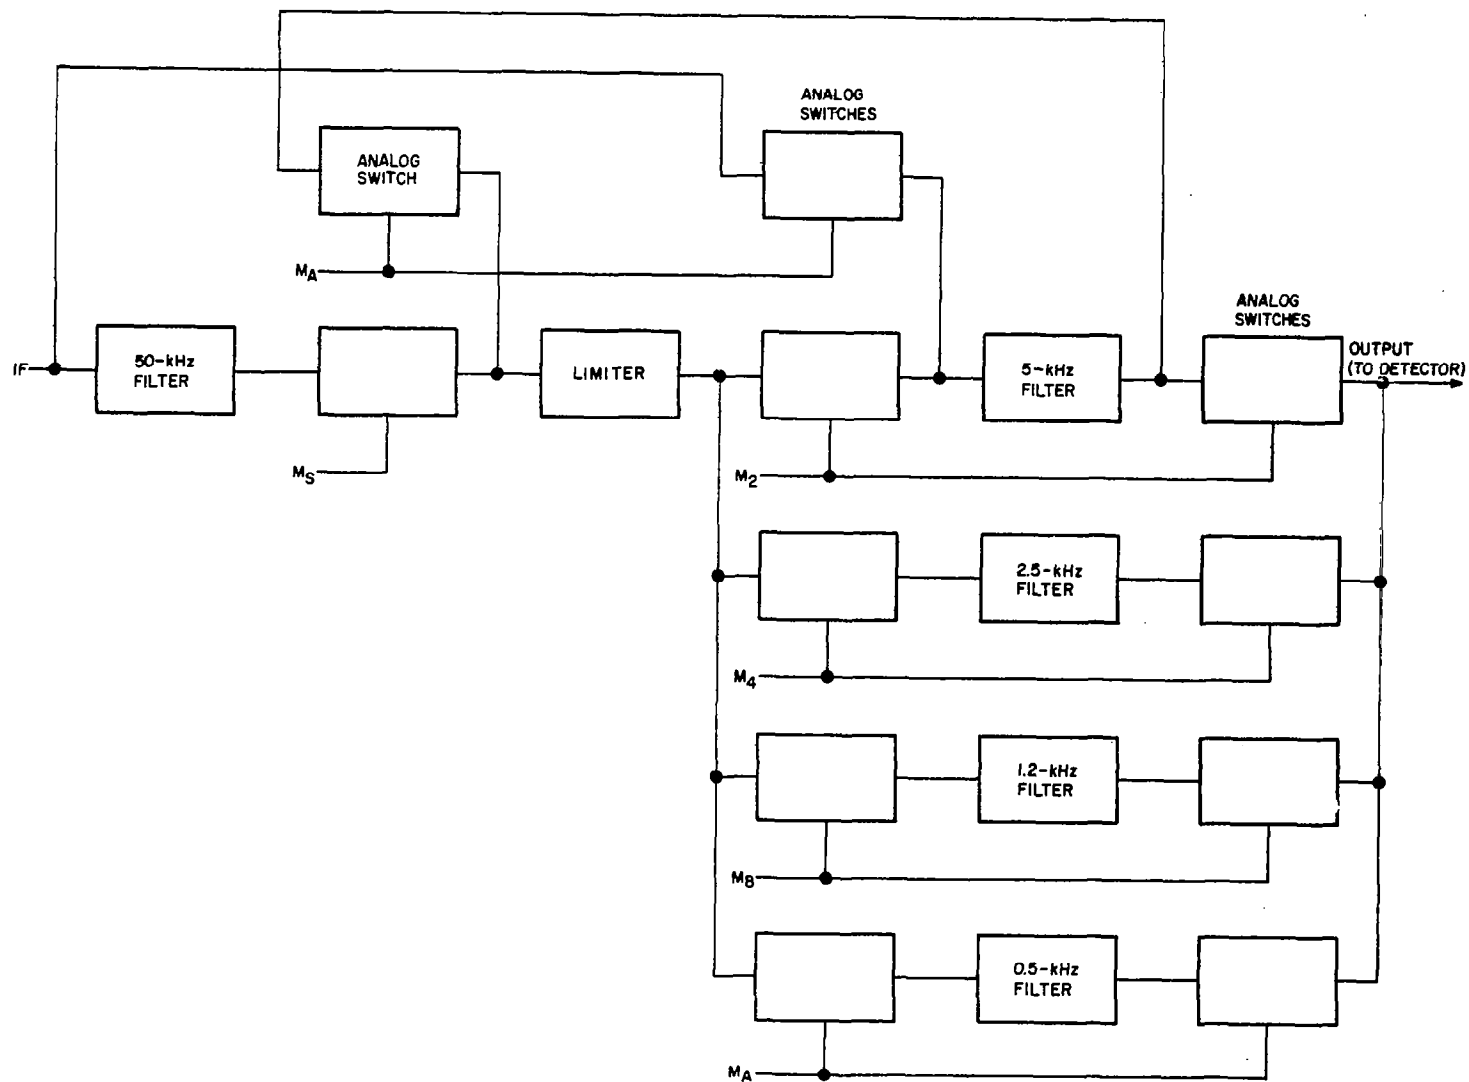 ANALOG
SWITCHES
ANALOG
SWITCH
MA
ANALOG
SWITCHES
IF
50-kHz
FILTER
LIMITER
5-kHz
FILTER
OUTPUT
(TO DETECTOR)
MS
M2
2.5-kHz
FILTER
M4
1.2-kHz
FILTER
M8
0.5-kHz
FILTER
MA